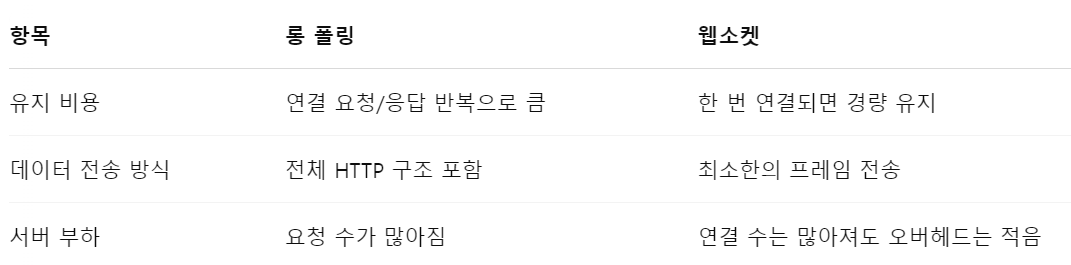 항목 롱 폴링 웹소켓
유지 비용 연결 요청/응답 반복으로 큼 한 번 연결되면 경량 유지
데이터 전송 방식 전체 HTTP 구조 포함 최소한의 프레임 전송
서버 부하 요청 수가 많아짐 연결 수는 많아져도 오버헤드는 적음